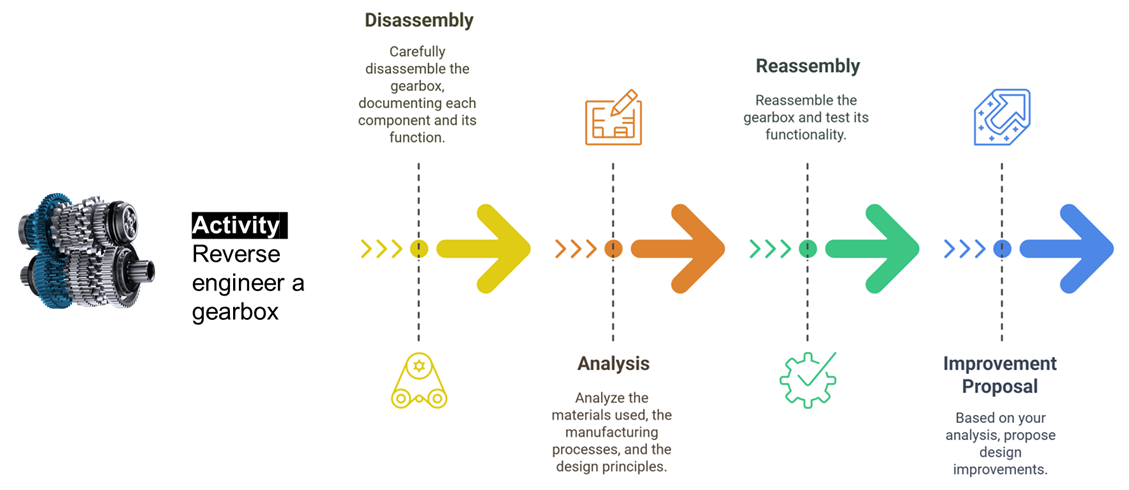 Activity
Reverse
engineer a
gearbox
Disassembly
Carefully
disassemble the
gearbox,
documenting each
component and its
function.
Analysis
Analyze the
materials used, the
manufacturing
processes, and the
design principles.
Reassembly
Reassemble the
gearbox and test its
functionality.
Improvement
Proposal
Based on your
analysis, propose
design
improvements.